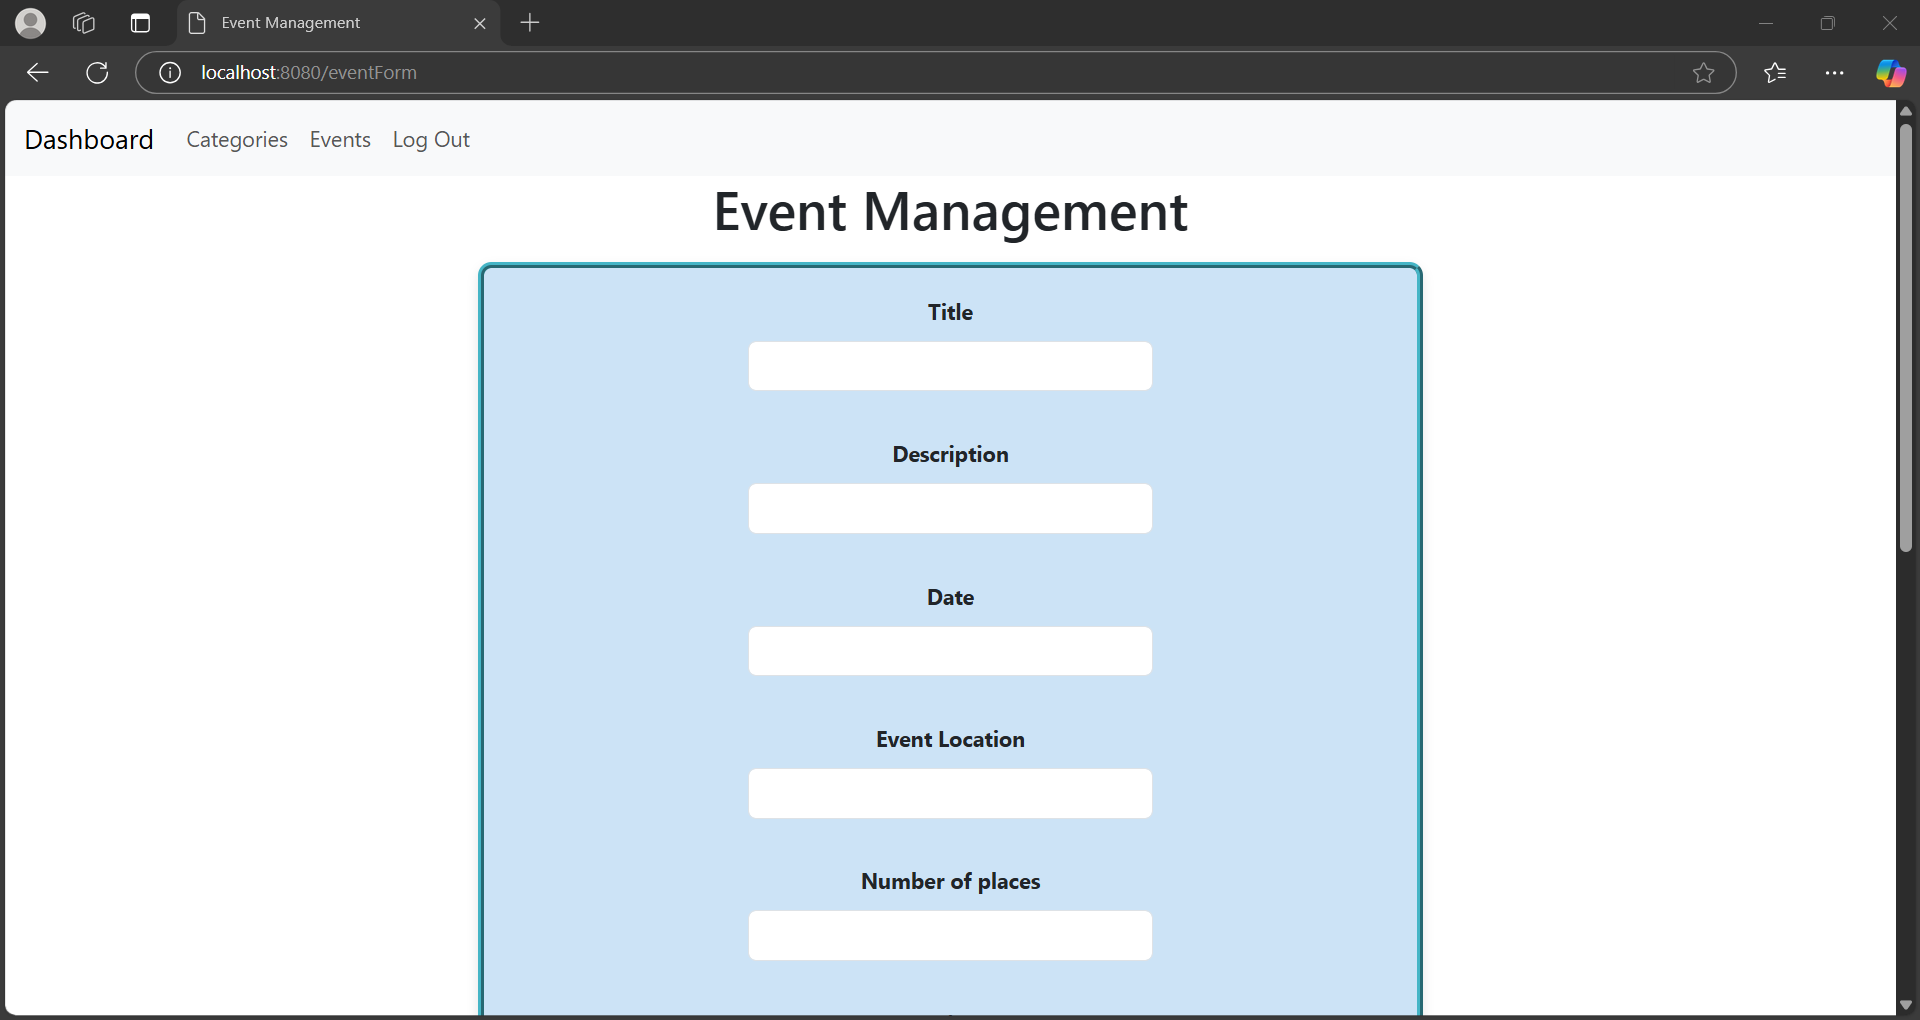 Event Management
localhost:8080/eventForm
Dashboard Categories Events Log Out
Event Management
Title
Description
Date
Event Location
Number of places